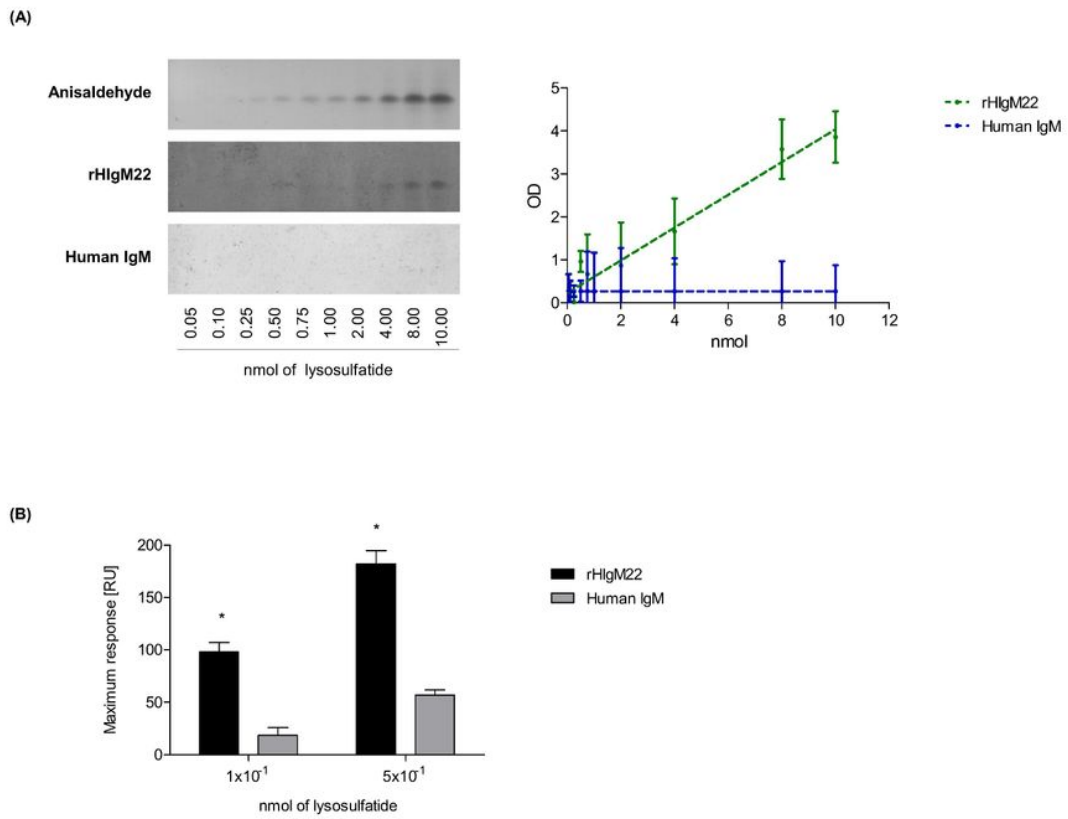 (A)
Anisaldehyde
rHIgM22
Human IgM
0.05
0.10
0.25
0.50
0.75
1.00
2.00
4.00
8.00
10.00
nmol of lysosulfatide
5
4
3
2
1
0
OD
0
2
4
6
8
10
12
nmol
rHIgM22
Human IgM
(B)
200
150
100
50
0
Maximum response [RU]
*
*
1x10⁻¹
5x10⁻¹
nmol of lysosulfatide
rHIgM22
Human IgM